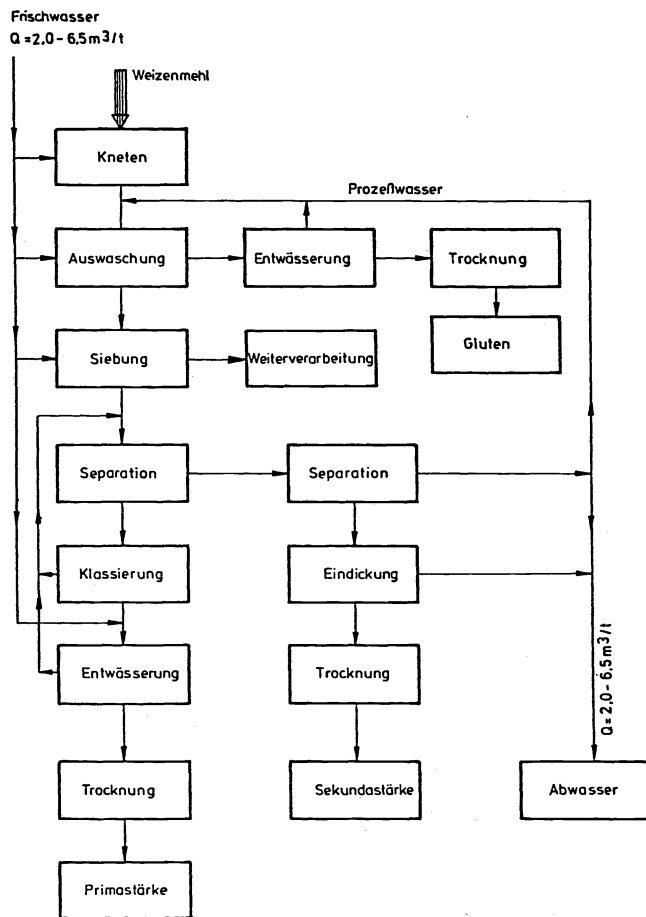 Frischwasser
Q = 2,0 - 6,5 m³/t
Weizenmehl
Kneten
Prozeßwasser
Auswaschung
Entwässerung
Trocknung
Gluten
Siebung
Weiterverarbeitung
Separation
Separation
Klassierung
Eindickung
Entwässerung
Trocknung
Q = 2,0 - 6,5 m³/t
Trocknung
Sekundastärke
Abwasser
Primastärke